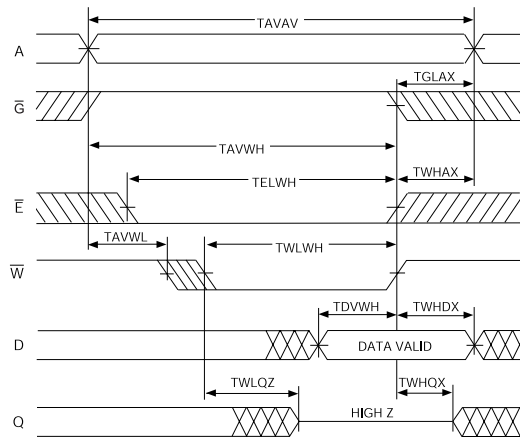 TAVAV
A
TGLAX
G̅
TAVWH
TELWH
TWHAX
E̅
TAVWL
TWLWH
W̅
TDVWH
TWHDX
D
DATA VALID
TWLQZ
TWHQX
Q
HIGH Z